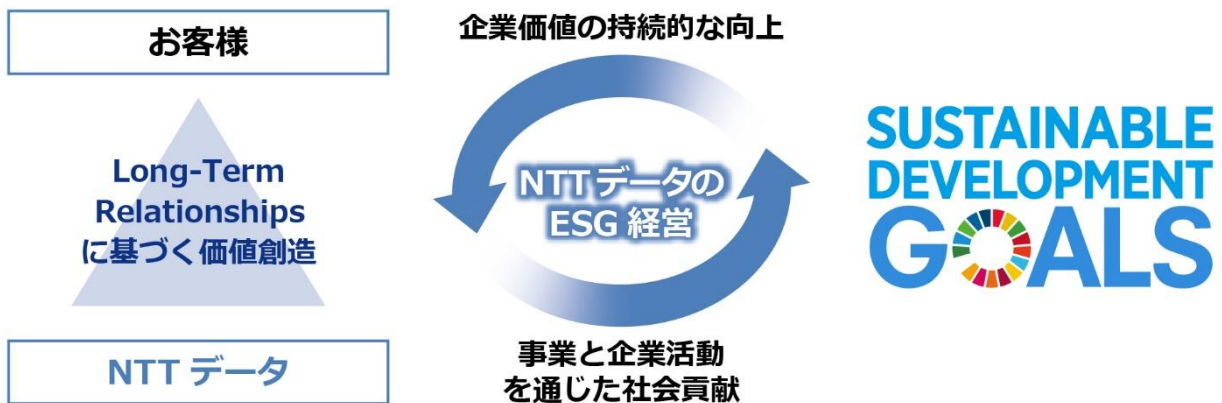 お客様
Long-Term
Relationships
に基づく価値創造
NTT データ
企業価値の持続的な向上
NTT データの
ESG 経営
事業と企業活動
を通じた社会貢献
SUSTAINABLE
DEVELOPMENT
GOALS